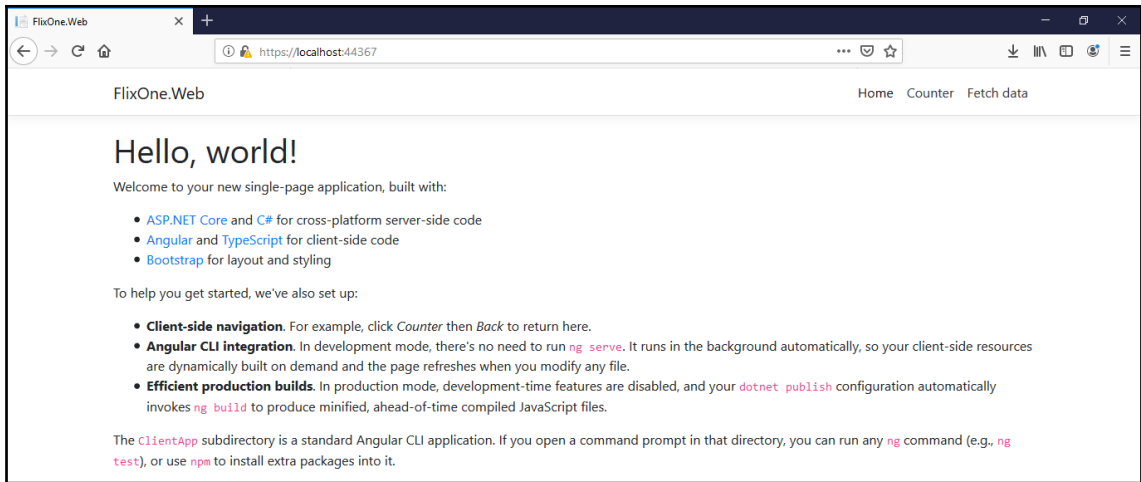 FlixOne.Web
https://localhost:44367
FlixOne.Web Home Counter Fetch data
Hello, world!
Welcome to your new single-page application, built with:
ASP.NET Core and C# for cross-platform server-side code
Angular and TypeScript for client-side code
Bootstrap for layout and styling
To help you get started, we've also set up:
Client-side navigation. For example, click Counter then Back to return here.
Angular CLI integration. In development mode, there's no need to run ng serve. It runs in the background automatically, so your client-side resources
are dynamically built on demand and the page refreshes when you modify any file.
Efficient production builds. In production mode, development-time features are disabled, and your dotnet publish configuration automatically
invokes ng build to produce minified, ahead-of-time compiled JavaScript files.
The ClientApp subdirectory is a standard Angular CLI application. If you open a command prompt in that directory, you can run any ng command (e.g., ng
test), or use npm to install extra packages into it.